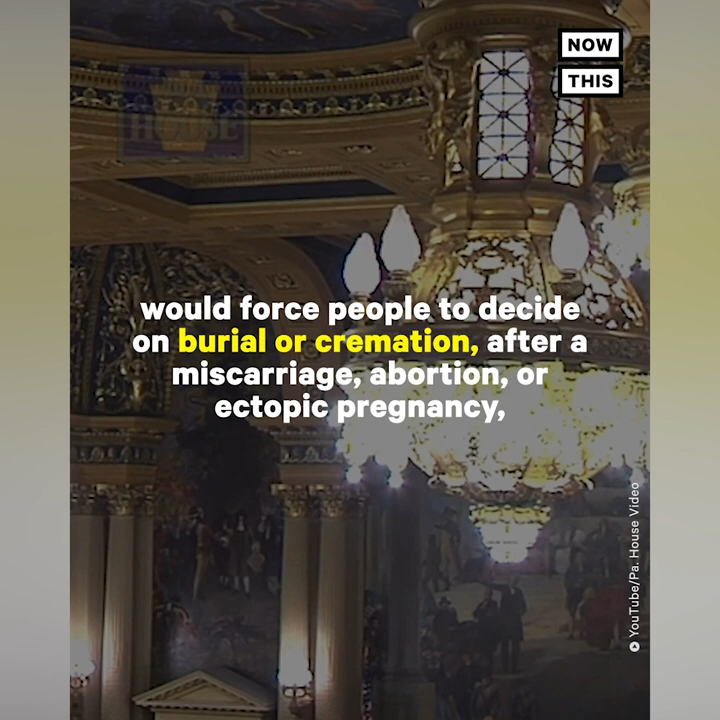 NOW
THIS
HOUSE
would force people to decide
on burial or cremation, after a
miscarriage, abortion, or
ectopic pregnancy,
YouTube/Pa. House Video